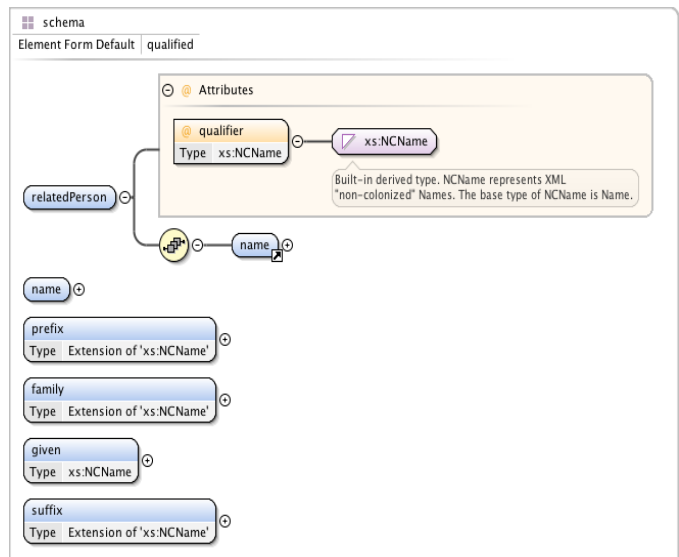 schema
Element Form Default qualified
@ Attributes
@ qualifier
Type xs:NCName
xs:NCName
Built-in derived type. NCName represents XML
"non-colonized" Names. The base type of NCName is Name.
relatedPerson
name
name
prefix
Type Extension of 'xs:NCName'
family
Type Extension of 'xs:NCName'
given
Type xs:NCName
suffix
Type Extension of 'xs:NCName'